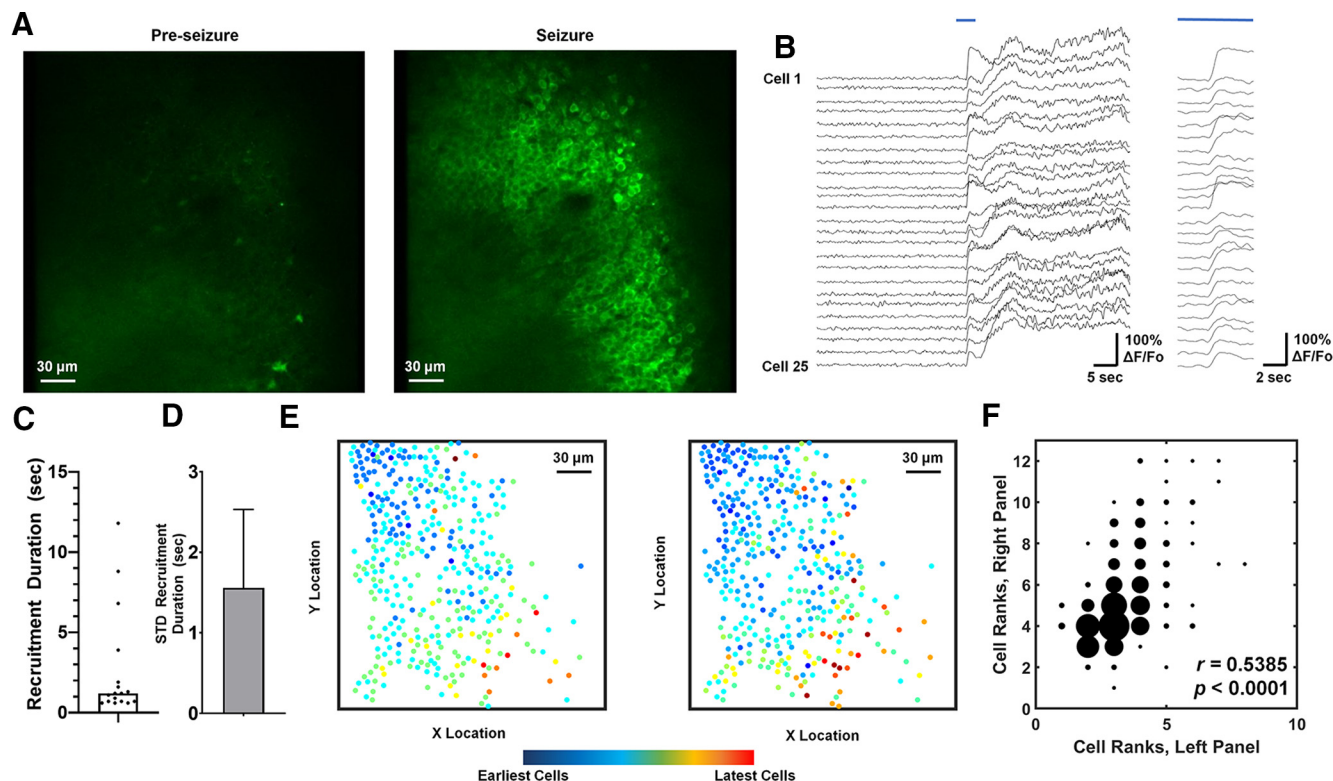 A
Pre-seizure
Seizure
30 µm
30 µm
B
Cell 1
Cell 25
100%
ΔF/Fo
5 sec
100%
ΔF/Fo
2 sec
C
Recruitment Duration (sec)
15
10
5
0
D
STD Recruitment
Duration (sec)
3
2
1
0
E
30 µm
Y Location
X Location
30 µm
Y Location
X Location
Earliest Cells
Latest Cells
F
Cell Ranks, Right Panel
12
10
8
6
4
2
0
r = 0.5385
p < 0.0001
0
5
10
Cell Ranks, Left Panel